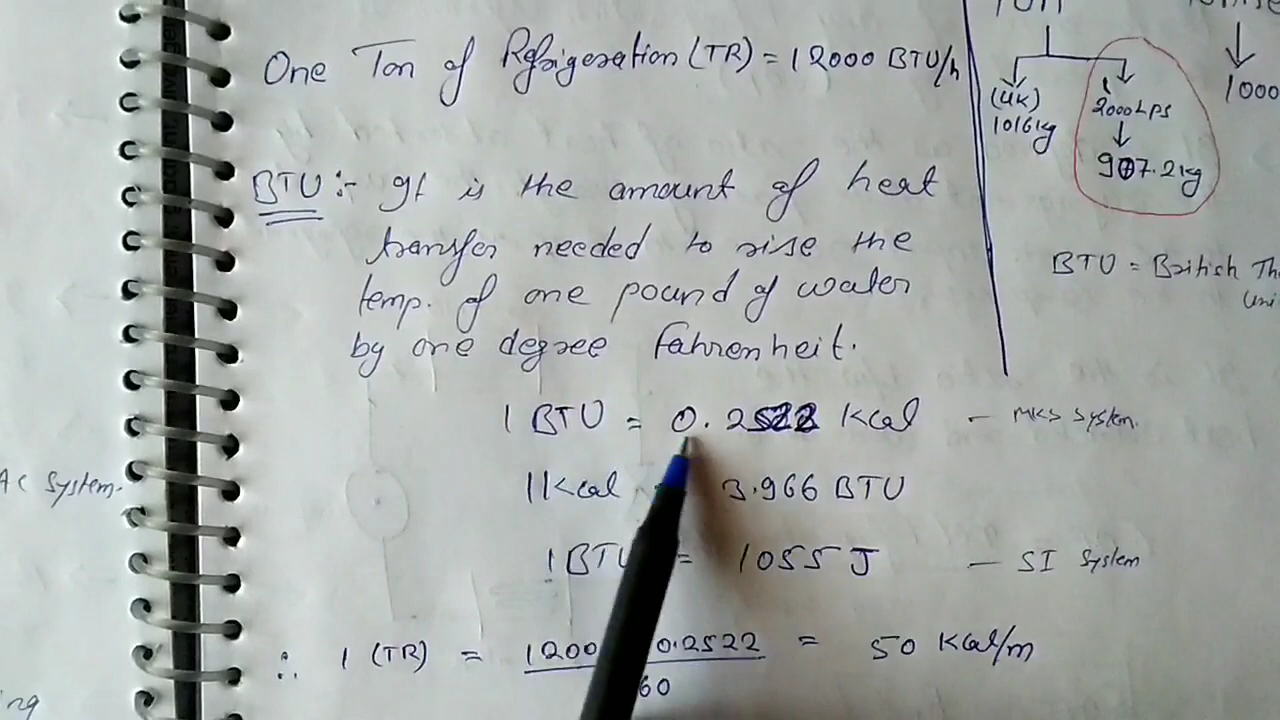 One Ton of Refrigeration (TR) = 12000 BTU/h
BTU :- It is the amount of heat
transfer needed to rise the
temp. of one pound of water
by one degree Fahrenheit.
1 BTU = 0.2522 Kcal - MKS System.
1 Kcal 3.966 BTU
1 BTU = 1055 J - SI System
∴ 1 (TR) = 1200 0.2522 = 50 Kcal/m
60
(UK)
1016 kg
2000 Lps
907.2 kg
1000
BTU = British Th
Uni
AC System.
ing